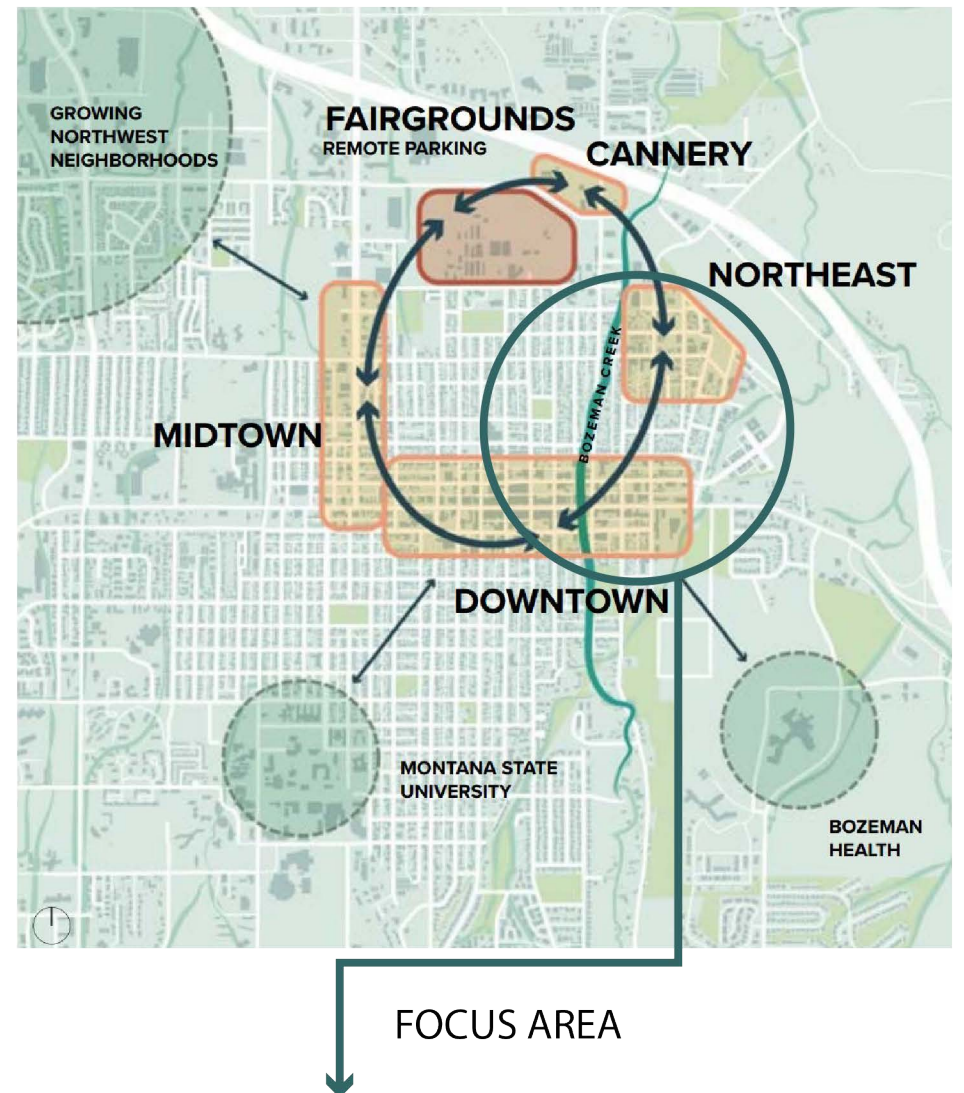 GROWING
NORTHWEST
NEIGHBORHOODS
FAIRGROUNDS
REMOTE PARKING
CANNERY
NORTHEAST
BOZEMAN CREEK
MIDTOWN
DOWNTOWN
MONTANA STATE
UNIVERSITY
BOZEMAN
HEALTH
FOCUS AREA